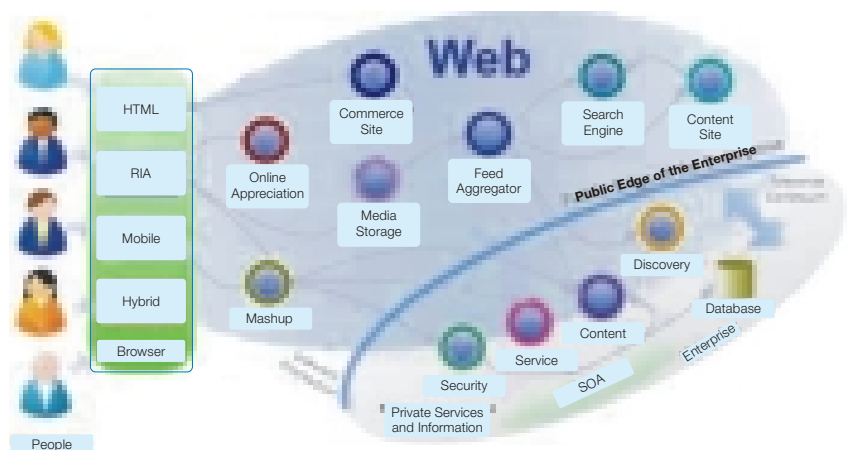 Web
HTML
RIA
Mobile
Hybrid
Browser
People
Commerce
Site
Online
Appreciation
Media
Storage
Feed
Aggregator
Search
Engine
Content
Site
Mashup
Public Edge of the Enterprise
Discovery
Database
Content
Service
Security
Enterprise
SOA
Private Services
and Information